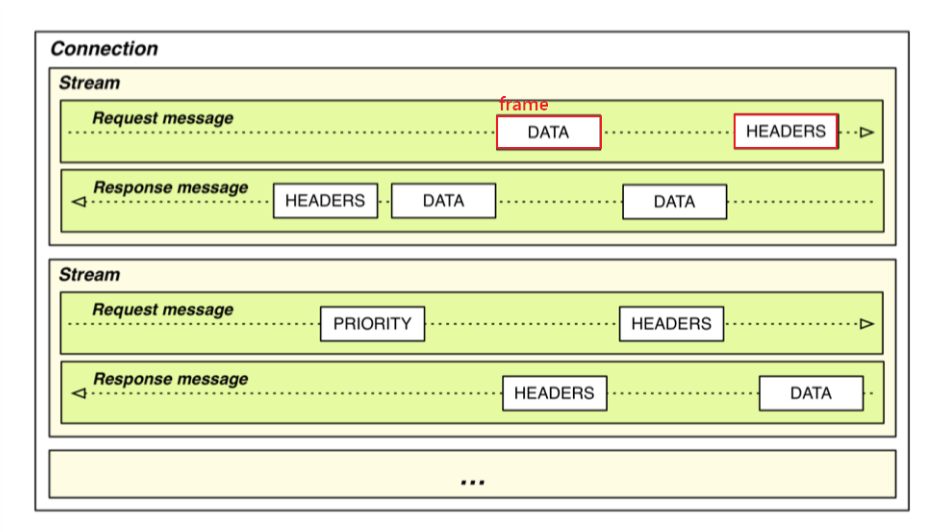 Connection
Stream
frame
Request message
DATA
HEADERS
Response message
HEADERS
DATA
DATA
Stream
Request message
PRIORITY
HEADERS
Response message
HEADERS
DATA
...